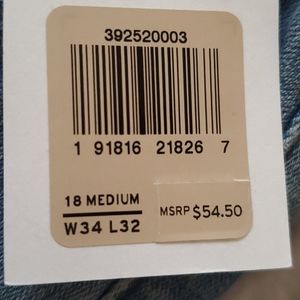 392520003
1 91816 21826 7
18 MEDIUM
W34 L32
MSRP $54.50